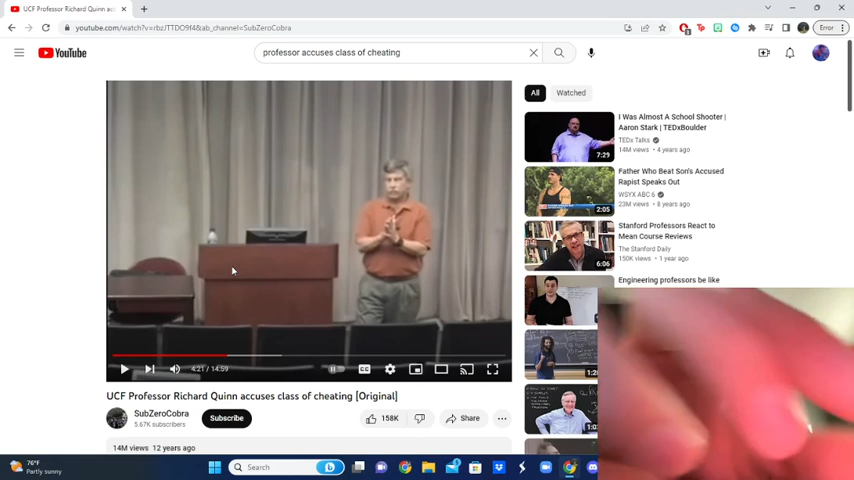 UCF Professor Richard Quinn acc
youtube.com/watch?v=rbzJTTDO9f4&ab_channel=SubZeroCobra
Error
YouTube
professor accuses class of cheating
All
Watched
I Was Almost A School Shooter |
Aaron Stark | TEDxBoulder
TEDx Talks
14M views • 4 years ago
7:29
Father Who Beat Son's Accused
Rapist Speaks Out
WSYX ABC 6
23M views • 8 years ago
2:05
Stanford Professors React to
Mean Course Reviews
The Stanford Daily
150K views • 1 year ago
6:06
Engineering professors be like
4:21 / 14:59
CC
UCF Professor Richard Quinn accuses class of cheating [Original]
SubZeroCobra
5.67K subscribers
Subscribe
158K
Share
14M views 12 years ago
76°F
Partly sunny
Search